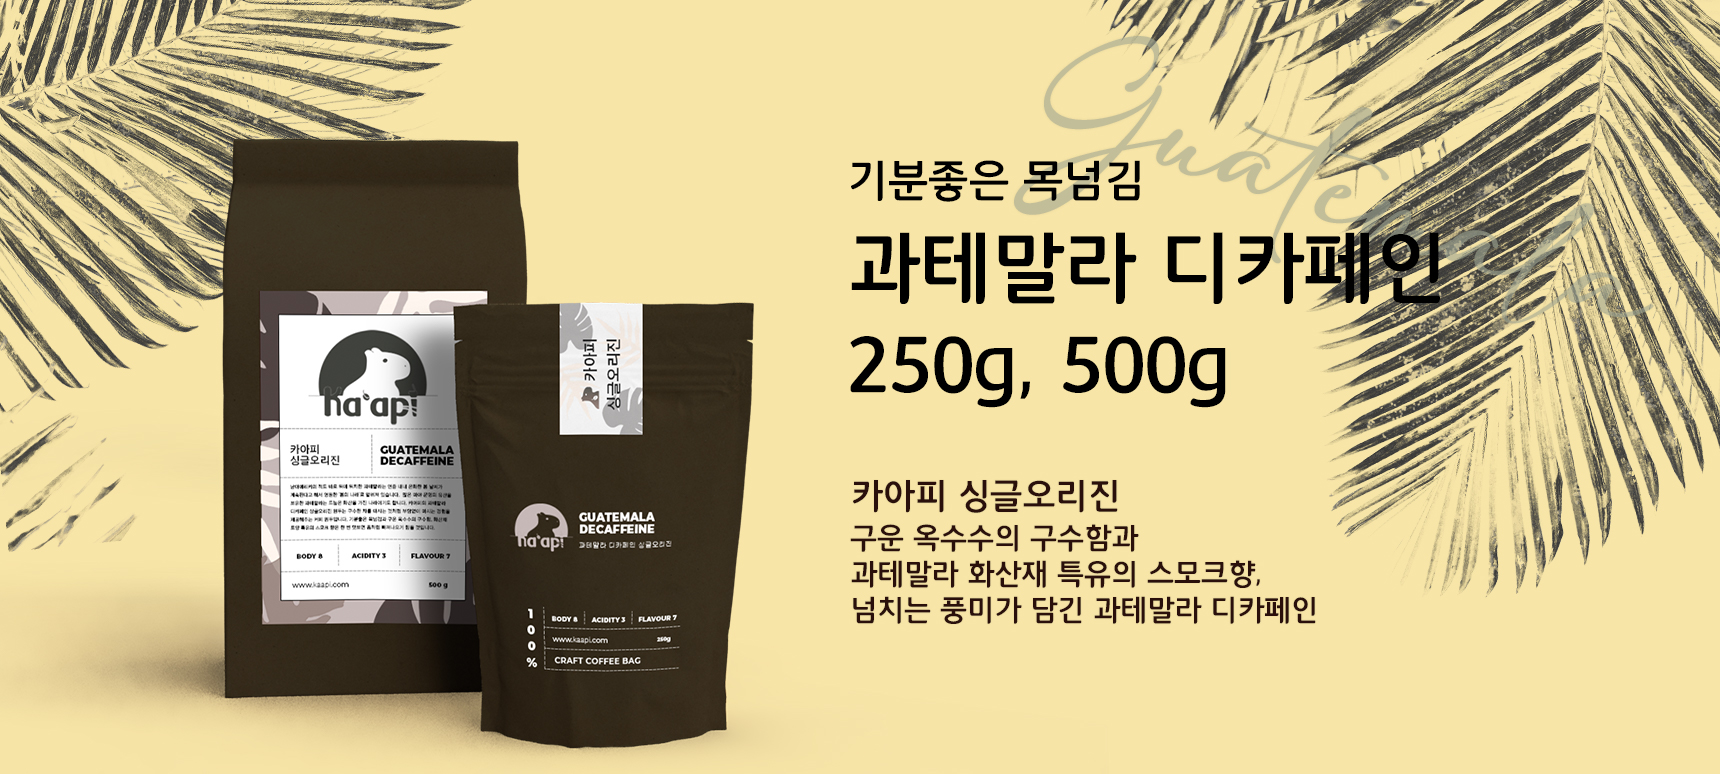 Guatemala
기분좋은 목넘김
과테말라 디카페인
250g, 500g
카아피 싱글오리진
구운 옥수수의 구수함과
과테말라 화산재 특유의 스모크향,
넘치는 풍미가 담긴 과테말라 디카페인
ka'api
카아피
싱글오리진
GUATEMALA
DECAFFEINE
BODY 8
ACIDITY 3
FLAVOUR 7
www.kaapi.com
500 g
카아피
싱글오리진
ka'api
GUATEMALA
DECAFFEINE
과테말라 디카페인 싱글오리진
100%
BODY 8
ACIDITY 3
FLAVOUR 7
www.kaapi.com
250g
CRAFT COFFEE BAG